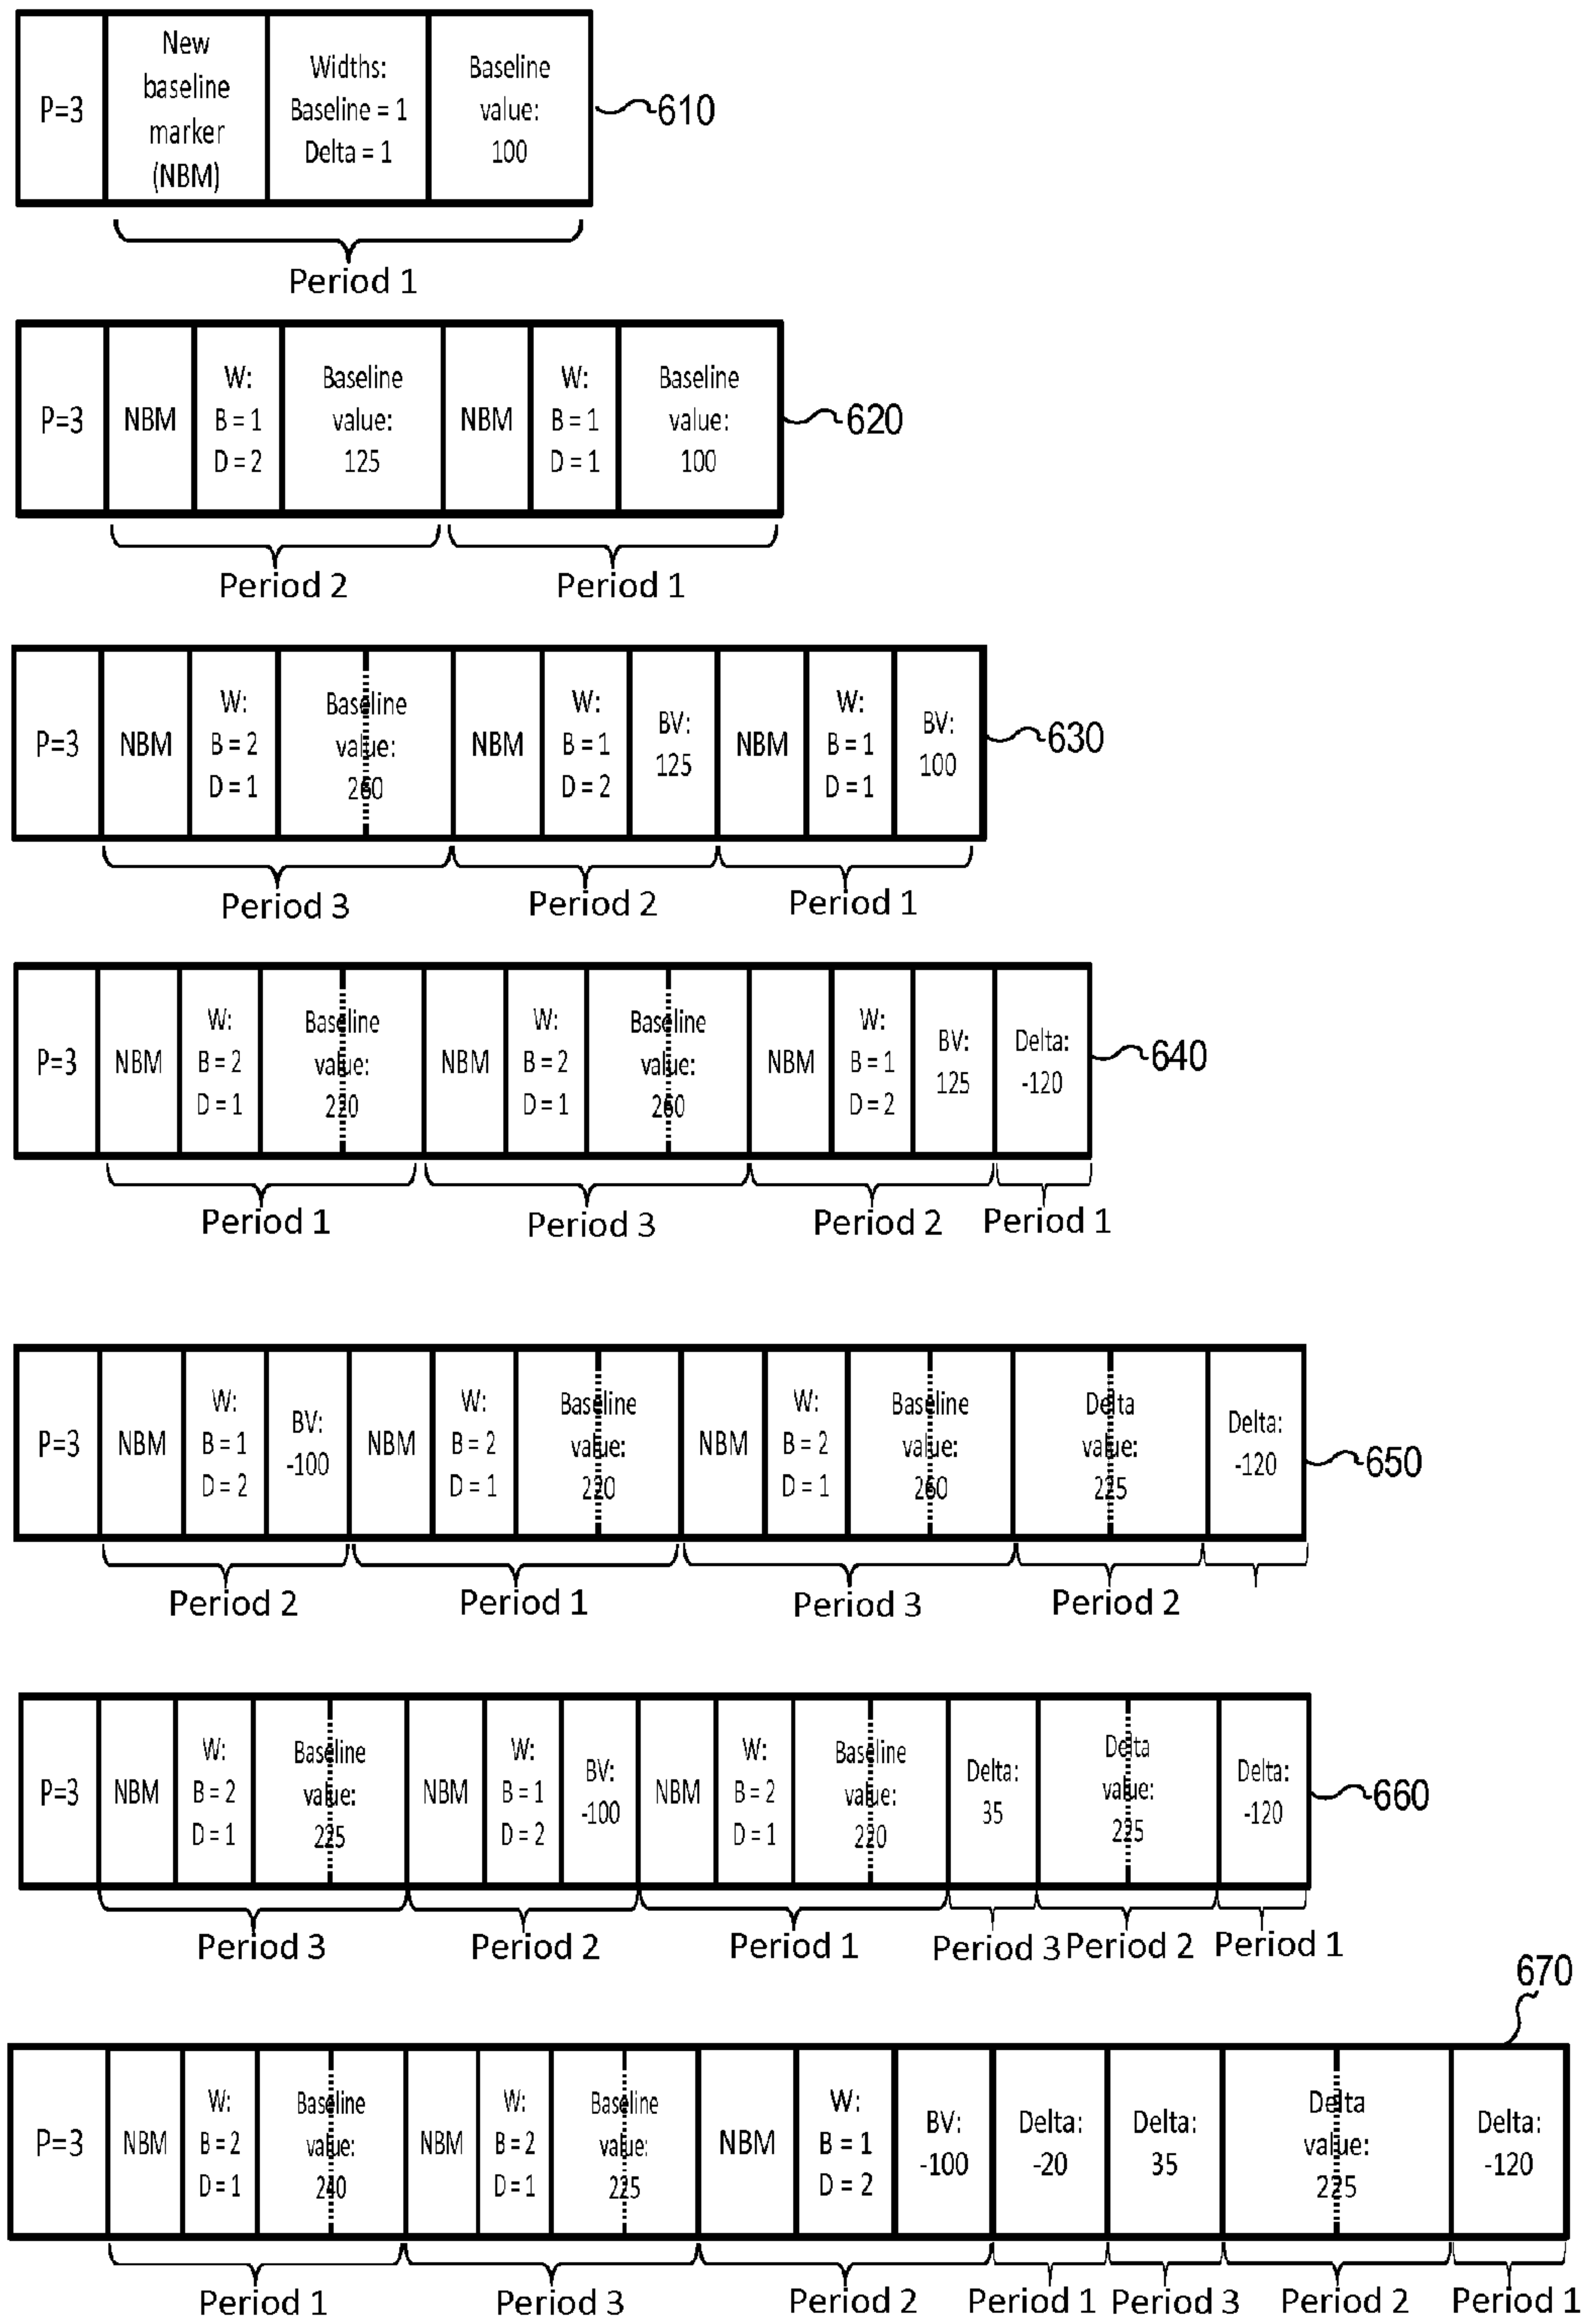 P=3
New
baseline
marker
(NBM)
Widths:
Baseline = 1
Delta = 1
Baseline
value:
100
610
Period 1
P=3
NBM
W:
B = 1
D = 2
Baseline
value:
125
NBM
W:
B = 1
D = 1
Baseline
value:
100
620
Period 2
Period 1
P=3
NBM
W:
B = 2
D = 1
Baseline
value:
260
NBM
W:
B = 1
D = 2
BV:
125
NBM
W:
B = 1
D = 1
BV:
100
630
Period 3
Period 2
Period 1
P=3
NBM
W:
B = 2
D = 1
Baseline
value:
220
NBM
W:
B = 2
D = 1
Baseline
value:
260
NBM
W:
B = 1
D = 2
BV:
125
Delta:
-120
640
Period 1
Period 3
Period 2
Period 1
P=3
NBM
W:
B = 1
D = 2
BV:
-100
NBM
W:
B = 2
D = 1
Baseline
value:
220
NBM
W:
B = 2
D = 1
Baseline
value:
260
Delta
value:
225
Delta:
-120
650
Period 2
Period 1
Period 3
Period 2
P=3
NBM
W:
B = 2
D = 1
Baseline
value:
225
NBM
W:
B = 1
D = 2
BV:
-100
NBM
W:
B = 2
D = 1
Baseline
value:
220
Delta:
35
Delta
value:
225
Delta:
-120
660
Period 3
Period 2
Period 1
Period 3
Period 2
Period 1
670
P=3
NBM
W:
B = 2
D = 1
Baseline
value:
240
NBM
W:
B = 2
D = 1
Baseline
value:
225
NBM
W:
B = 1
D = 2
BV:
-100
Delta:
-20
Delta:
35
Delta
value:
225
Delta:
-120
Period 1
Period 3
Period 2
Period 1
Period 3
Period 2
Period 1